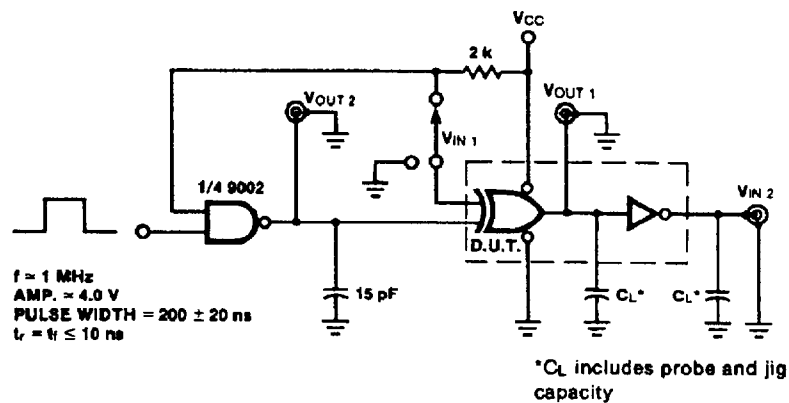 VCC
2 k
VOUT 2
VOUT 1
VIN 1
1/4 9002
VIN 2
D.U.T.
f ≃ 1 MHz
AMP. ≃ 4.0 V
PULSE WIDTH = 200 ± 20 ns
tr = tf ≤ 10 ns
15 pF
CL*
CL*
*CL includes probe and jig
capacity